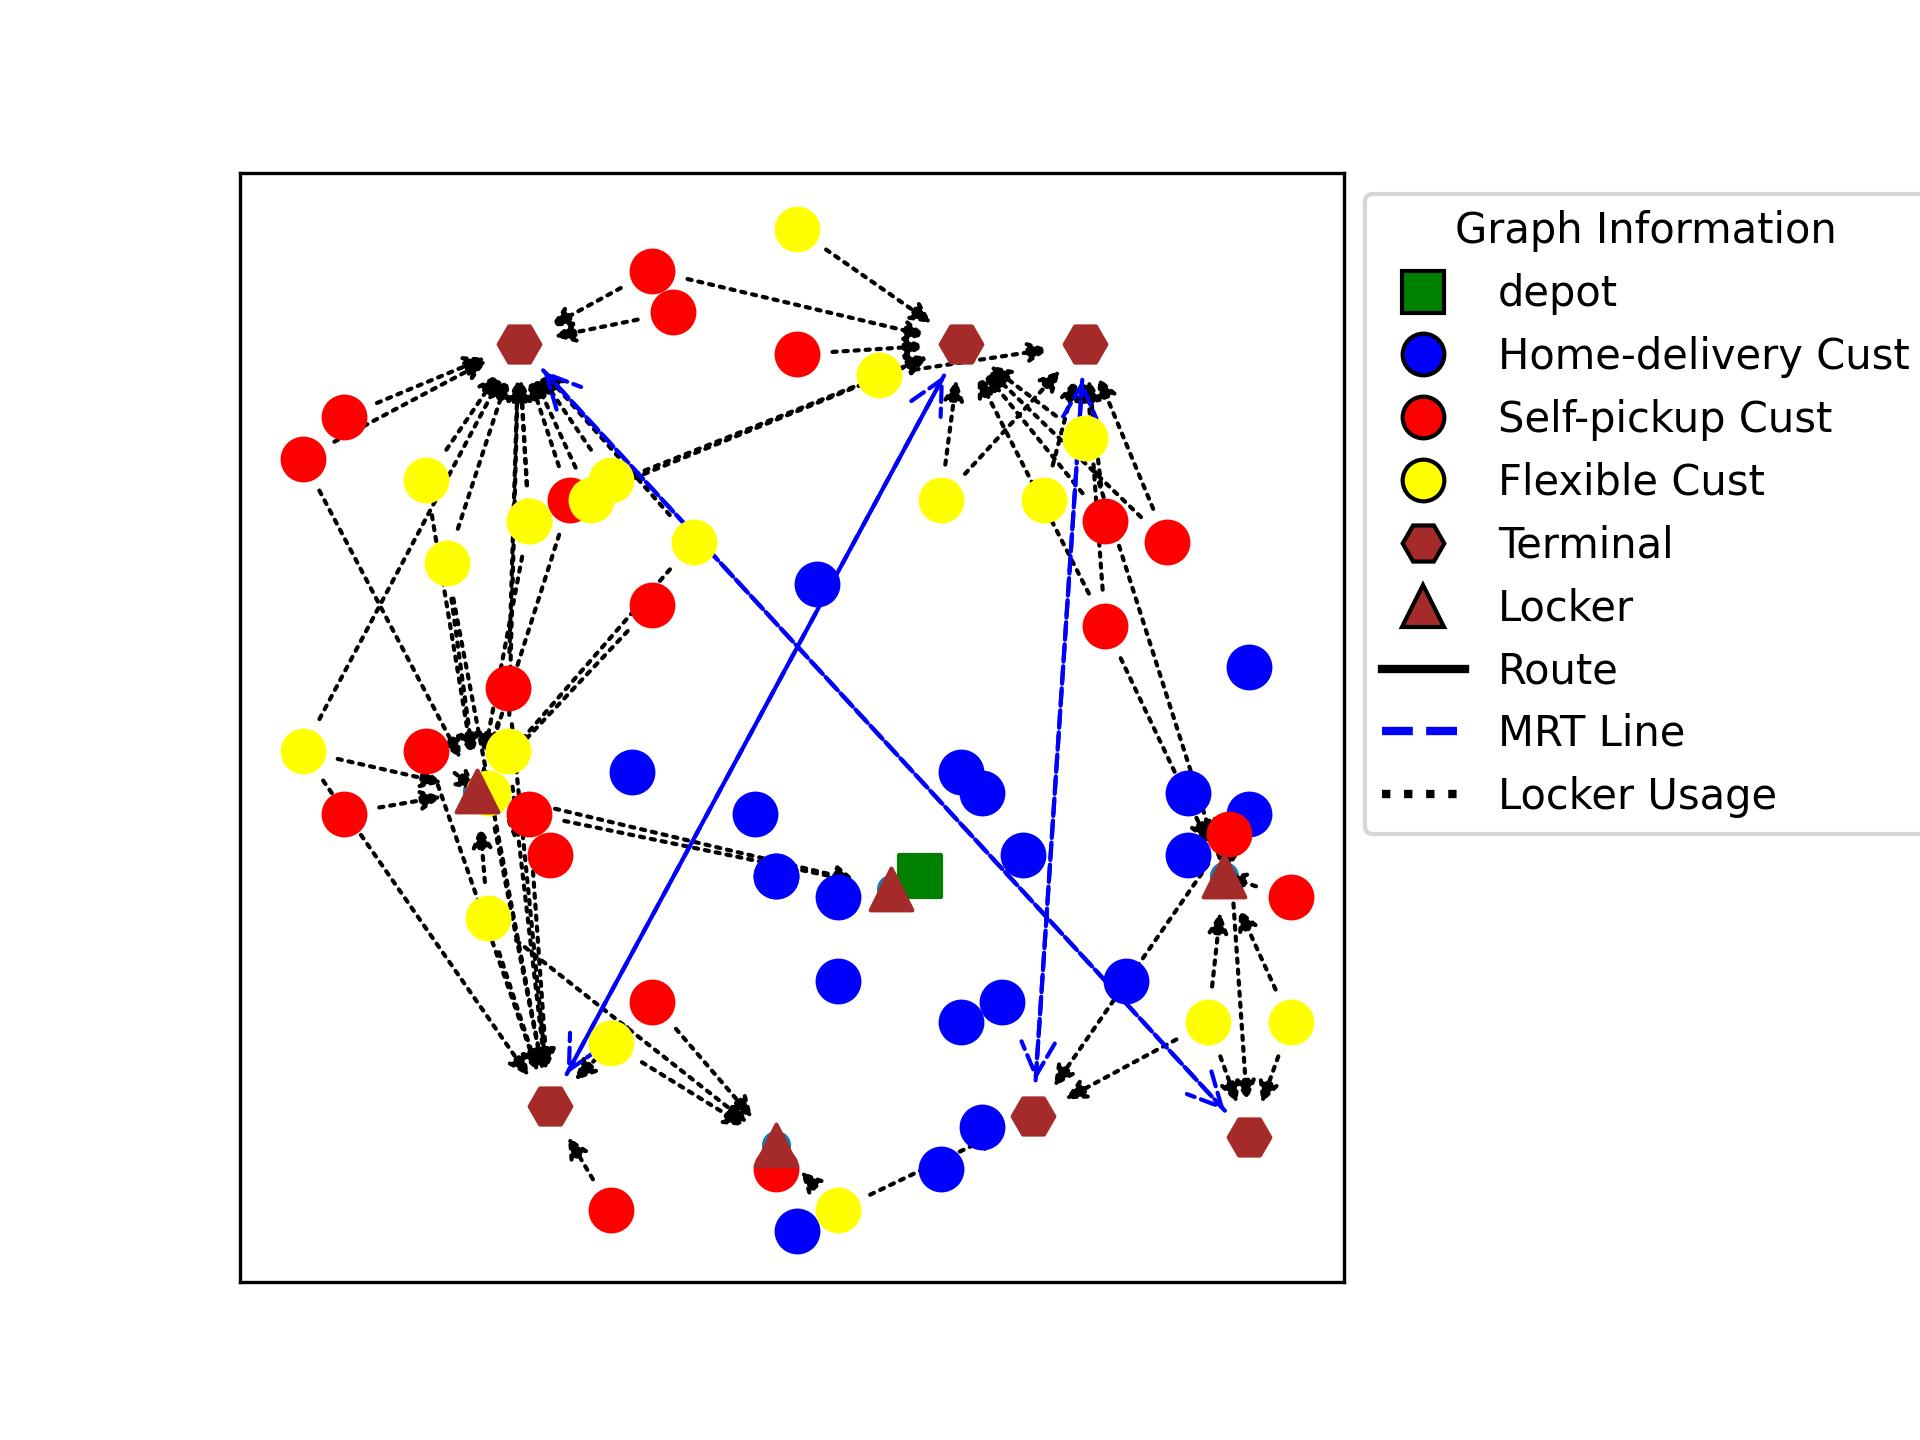 Graph Information
depot
Home-delivery Cust
Self-pickup Cust
Flexible Cust
Terminal
Locker
Route
MRT Line
Locker Usage